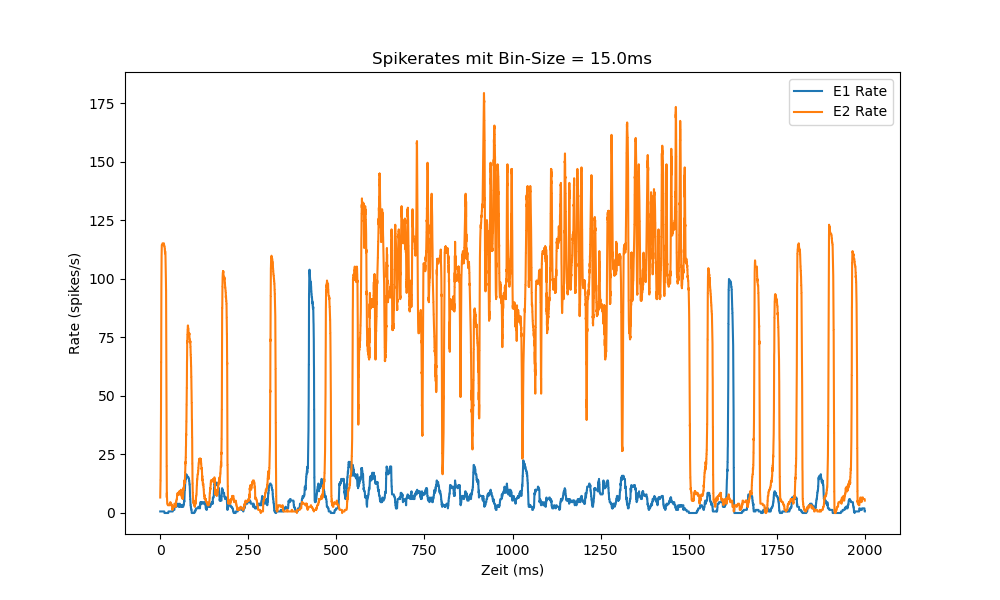 Spikerates mit Bin-Size = 15.0ms
E1 Rate
E2 Rate
175
150
125
100
75
50
25
0
Rate (spikes/s)
0 250 500 750 1000 1250 1500 1750 2000
Zeit (ms)